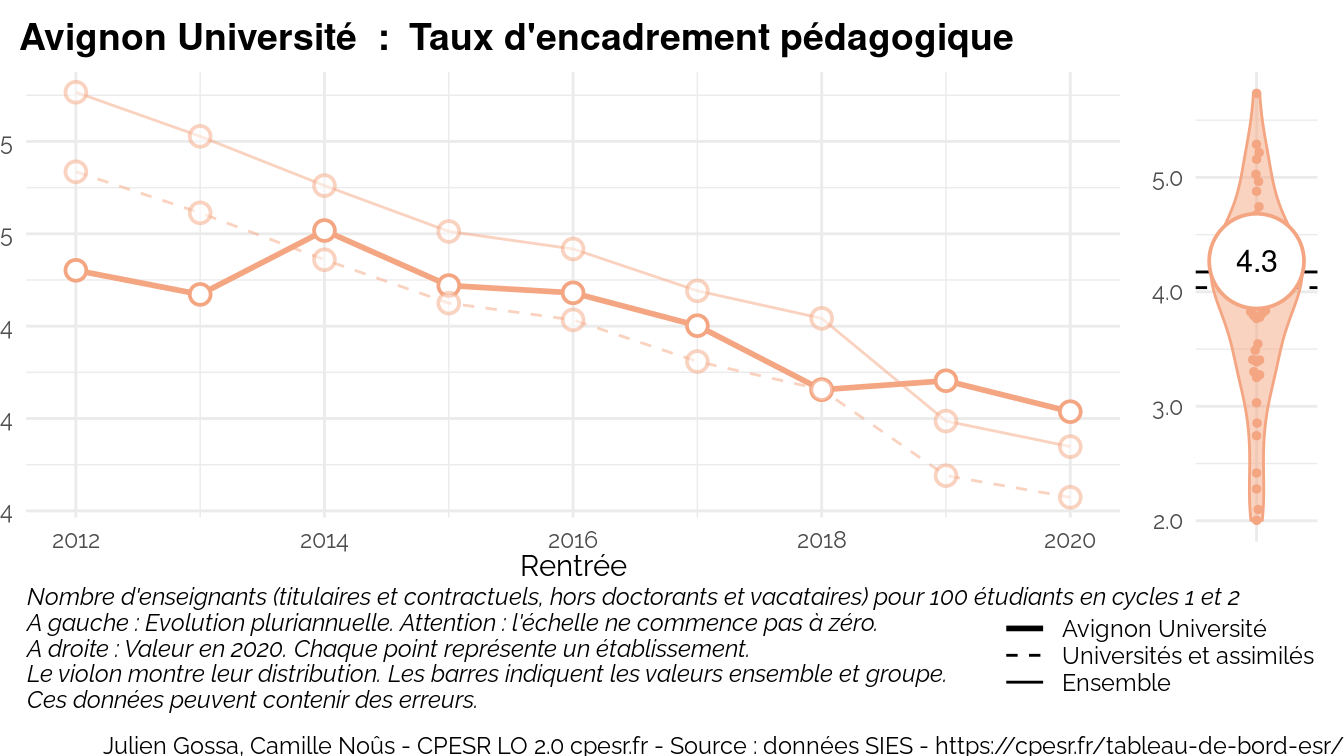 Avignon Université : Taux d'encadrement pédagogique
5
5
4
4
4
2012 2014 2016 2018 2020
Rentrée
5.0
4.0
3.0
2.0
4.3
Nombre d'enseignants (titulaires et contractuels, hors doctorants et vacataires) pour 100 étudiants en cycles 1 et 2
A gauche : Evolution pluriannuelle. Attention : l'échelle ne commence pas à zéro.
A droite : Valeur en 2020. Chaque point représente un établissement.
Le violon montre leur distribution. Les barres indiquent les valeurs ensemble et groupe.
Ces données peuvent contenir des erreurs.
Avignon Université
Universités et assimilés
Ensemble
Julien Gossa, Camille Noûs - CPESR LO 2.0 cpesr.fr - Source : données SIES - https://cpesr.fr/tableau-de-bord-esr/